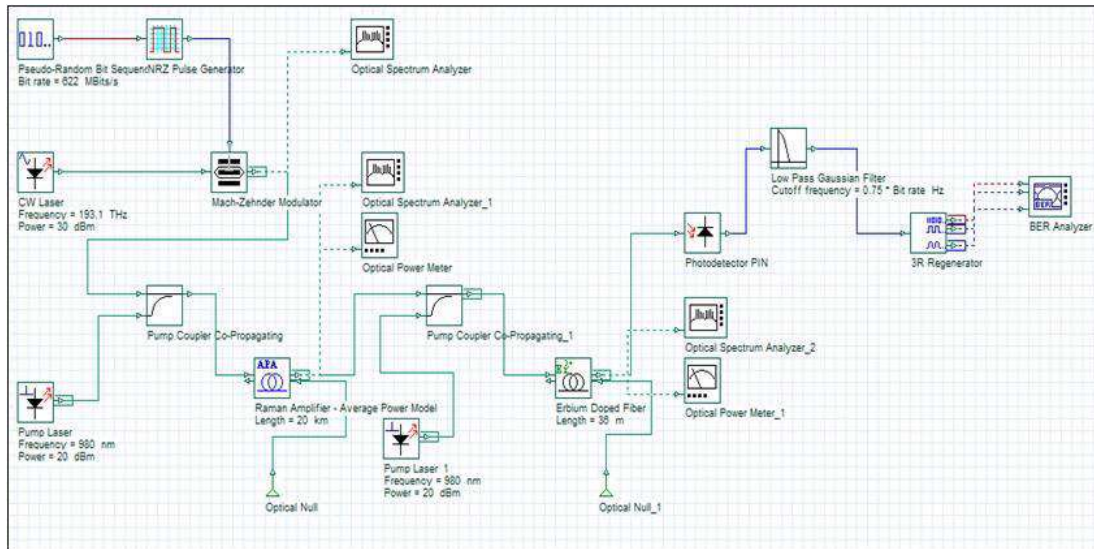 010..
Pseudo-Random Bit Sequence
NRZ Pulse Generator
Bit rate = 622 MBits/s
Optical Spectrum Analyzer
CW Laser
Frequency = 193.1 THz
Power = 30 dBm
Mach-Zehnder Modulator
Optical Spectrum Analyzer_1
Optical Power Meter
Low Pass Gaussian Filter
Cutoff frequency = 0.75 * Bit rate Hz
Photodetector PIN
3R Regenerator
BER
BER Analyzer
Pump Coupler Co-Propagating
Pump Coupler Co-Propagating_1
Optical Spectrum Analyzer_2
APA
Raman Amplifier - Average Power Model
Length = 20 km
Erbium Doped Fiber
Length = 36 m
Optical Power Meter_1
Pump Laser
Frequency = 980 nm
Power = 20 dBm
Pump Laser 1
Frequency = 980 nm
Power = 20 dBm
Optical Null
Optical Null_1